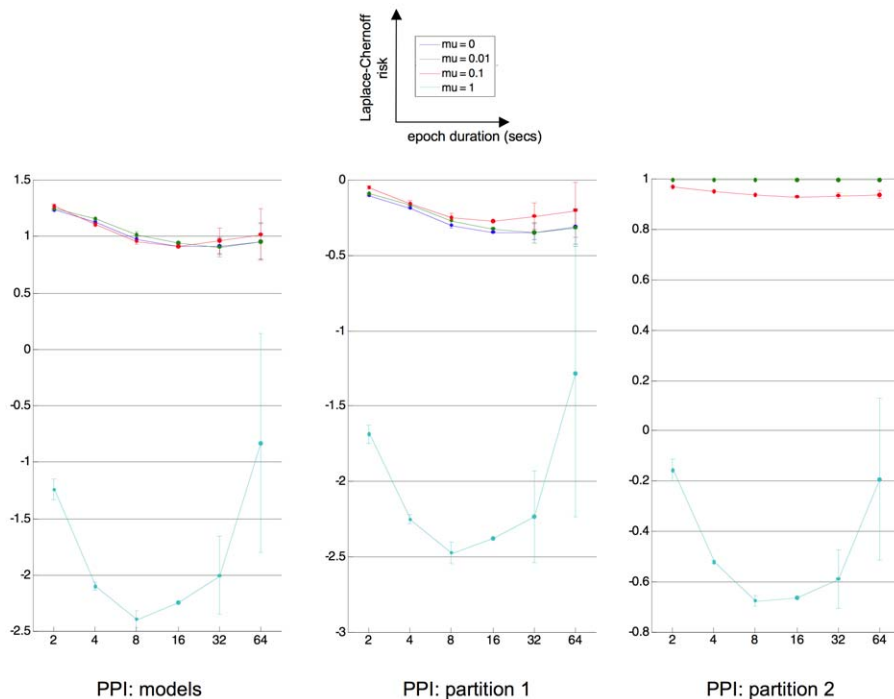 Laplace-Chernoff
risk
mu = 0
mu = 0.01
mu = 0.1
mu = 1
epoch duration (secs)
1.5
1
0.5
0
-0.5
-1
-1.5
-2
-2.5
2 4 8 16 32 64
PPI: models
0
-0.5
-1
-1.5
-2
-2.5
-3
2 4 8 16 32 64
PPI: partition 1
1
0.8
0.6
0.4
0.2
0
-0.2
-0.4
-0.6
-0.8
2 4 8 16 32 64
PPI: partition 2